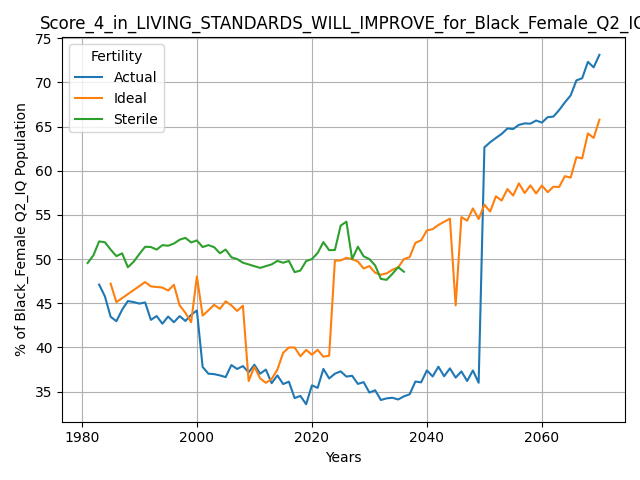 Score_4_in_LIVING_STANDARDS_WILL_IMPROVE_for_Black_Female_Q2_IQ
75
70
65
60
55
50
45
40
35
% of Black_Female Q2_IQ Population
Fertility
Actual
Ideal
Sterile
1980
2000
2020
2040
2060
Years